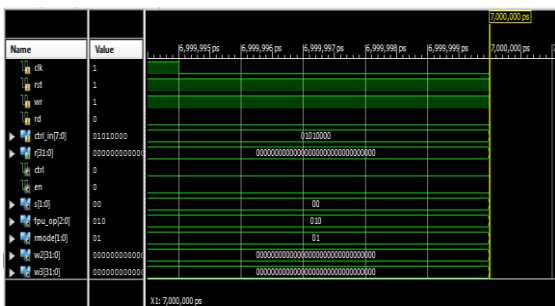 7,000,000 ps
Name Value 6,999,995 ps 6,999,996 ps 6,999,997 ps 6,999,998 ps 6,999,999 ps 7,000,000 ps
clk 1
rst 1
wr 1
rd 0
ctrl_in[7:0] 01010000 01010000
r[31:0] 000000000000 00000000000000000000000000000000
ctrl 0
en 0
s[1:0] 00 00
fpu_op[2:0] 010 010
rmode[1:0] 01 01
w2[31:0] 000000000000 00000000000000000000000000000000
w3[31:0] 000000000000 00000000000000000000000000000000
X1: 7,000,000 ps